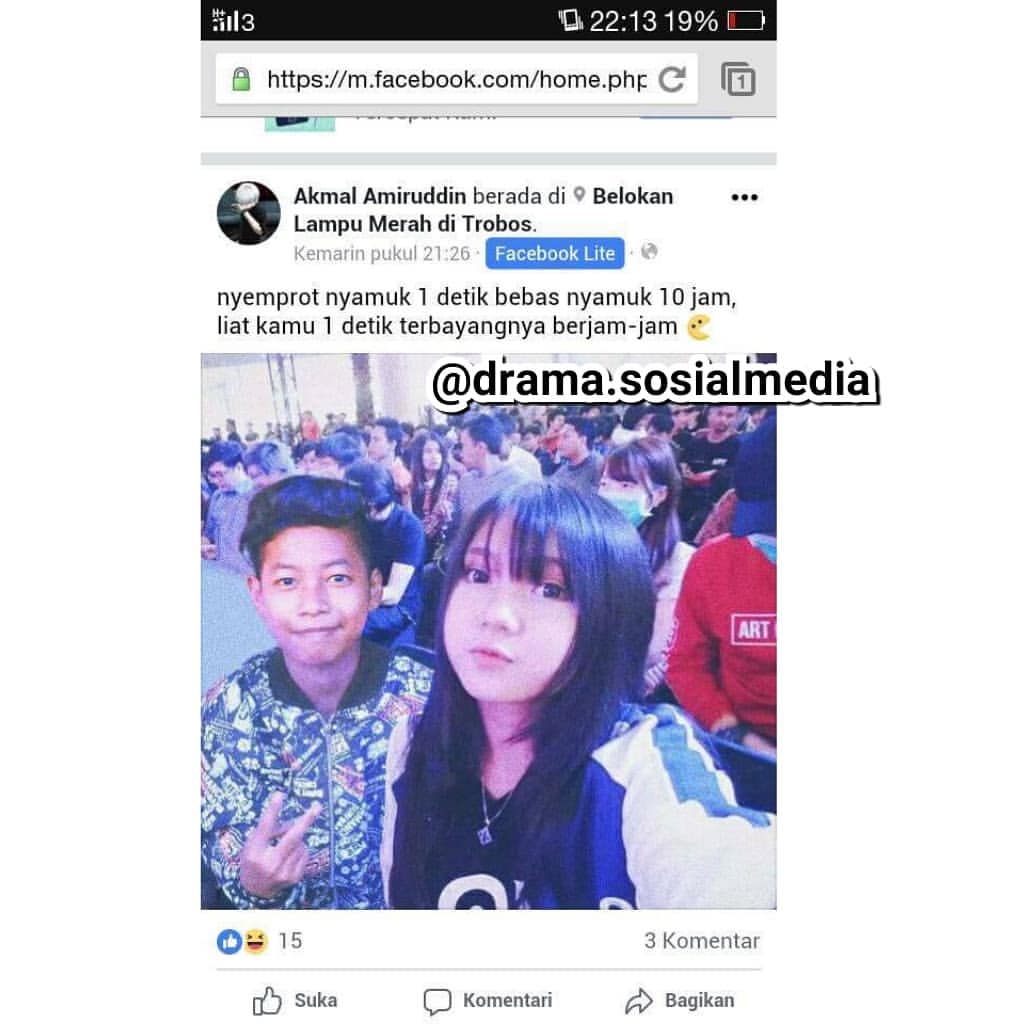 H+
3
22:13 19%
https://m.facebook.com/home.php
1
Akmal Amiruddin berada di Belokan
Lampu Merah di Trobos.
Kemarin pukul 21:26 · Facebook Lite ·
nyemprot nyamuk 1 detik bebas nyamuk 10 jam,
liat kamu 1 detik terbayangnya berjam-jam
@drama.sosialmedia
ART
15
3 Komentar
Suka
Komentari
Bagikan